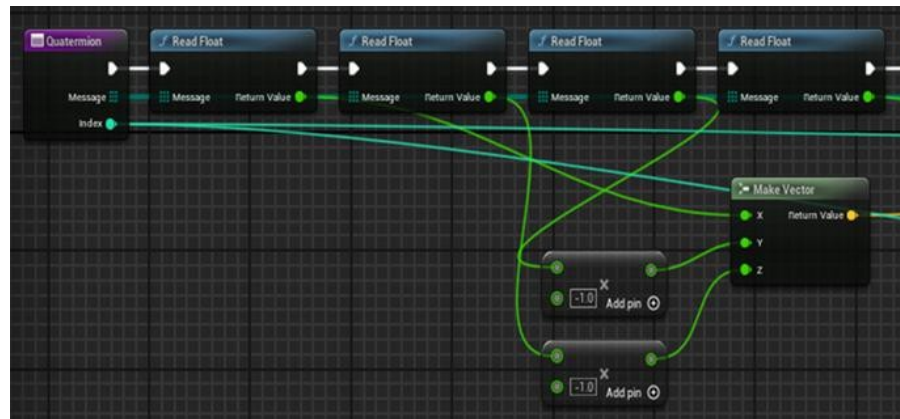 Quatermion
Message
Index
f Read Float
Message Return Value
f Read Float
Message Return Value
f Read Float
Message Return Value
f Read Float
Message Return Value
Make Vector
X Return Value
Y
Z
X
-1.0 Add pin
X
-1.0 Add pin